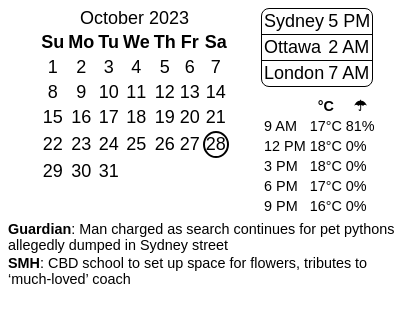 October 2023
Su Mo Tu We Th Fr Sa
1 2 3 4 5 6 7
8 9 10 11 12 13 14
15 16 17 18 19 20 21
22 23 24 25 26 27 28
29 30 31
Sydney 5 PM
Ottawa 2 AM
London 7 AM
°C ☂
9 AM 17°C 81%
12 PM 18°C 0%
3 PM 18°C 0%
6 PM 17°C 0%
9 PM 16°C 0%
Guardian: Man charged as search continues for pet pythons
allegedly dumped in Sydney street
SMH: CBD school to set up space for flowers, tributes to
‘much-loved’ coach